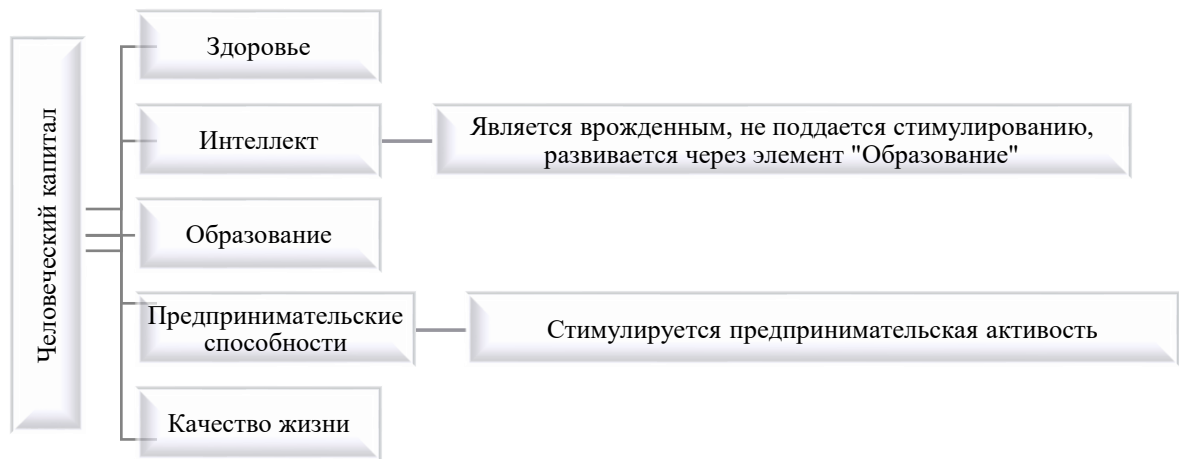 Человеческий капитал
Здоровье
Интеллект
Является врожденным, не поддается стимулированию,
развивается через элемент "Образование"
Образование
Предпринимательские
способности
Стимулируется предпринимательская активость
Качество жизни